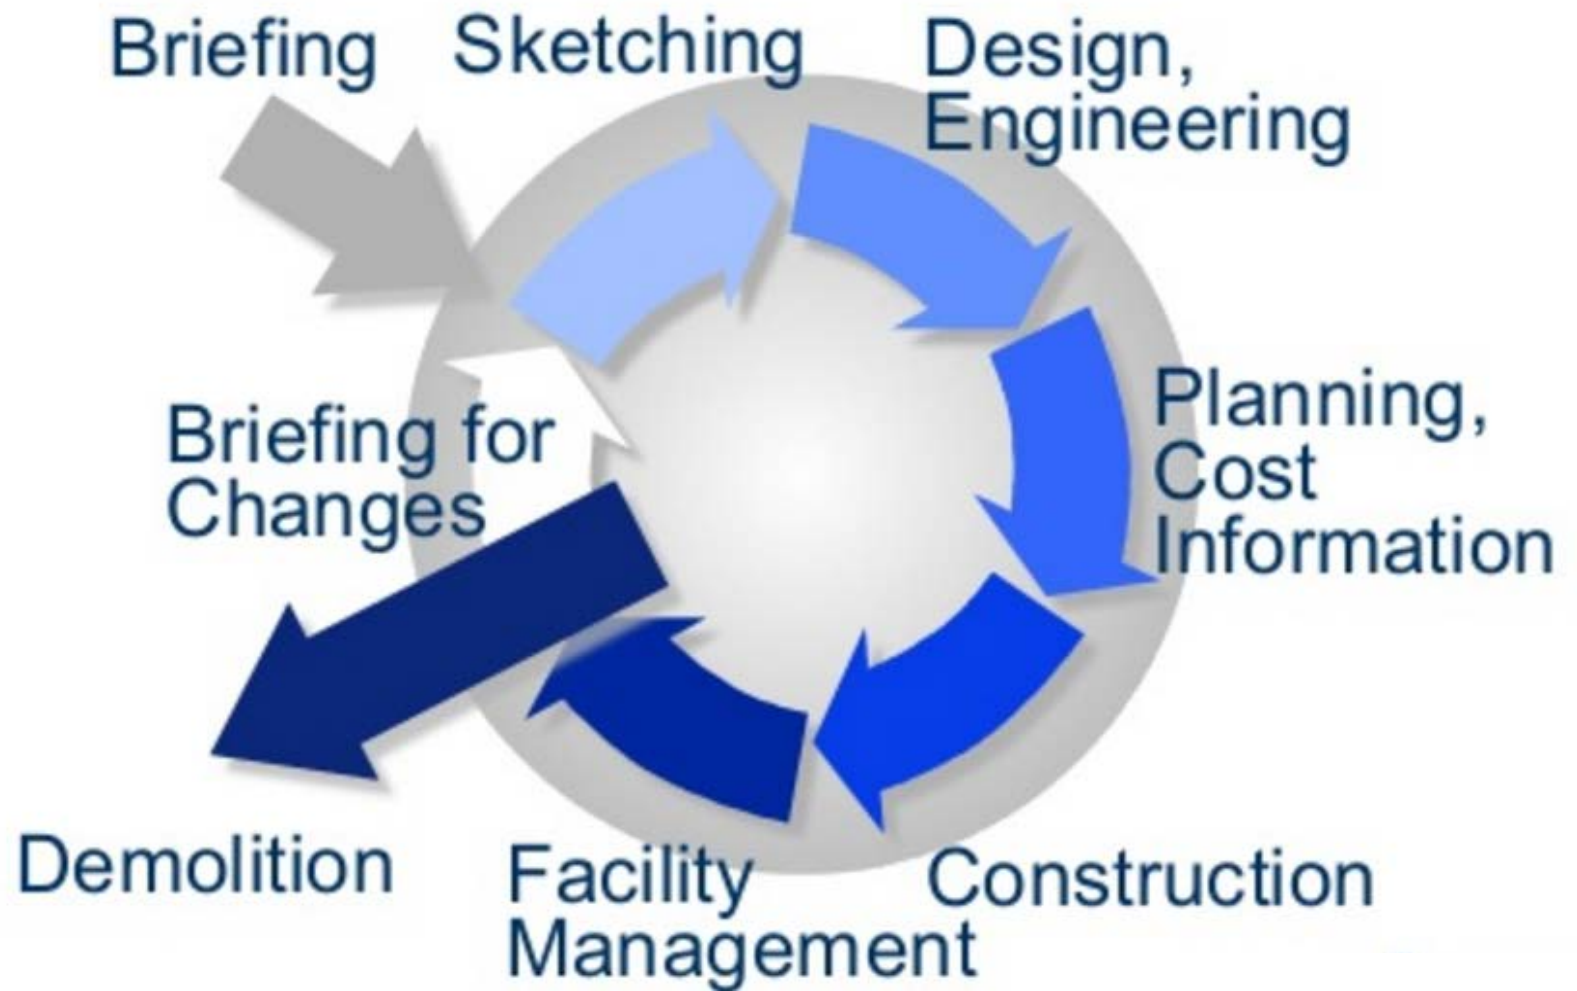 Briefing
Sketching
Design,
Engineering
Planning,
Cost
Information
Construction
Facility
Management
Demolition
Briefing for
Changes